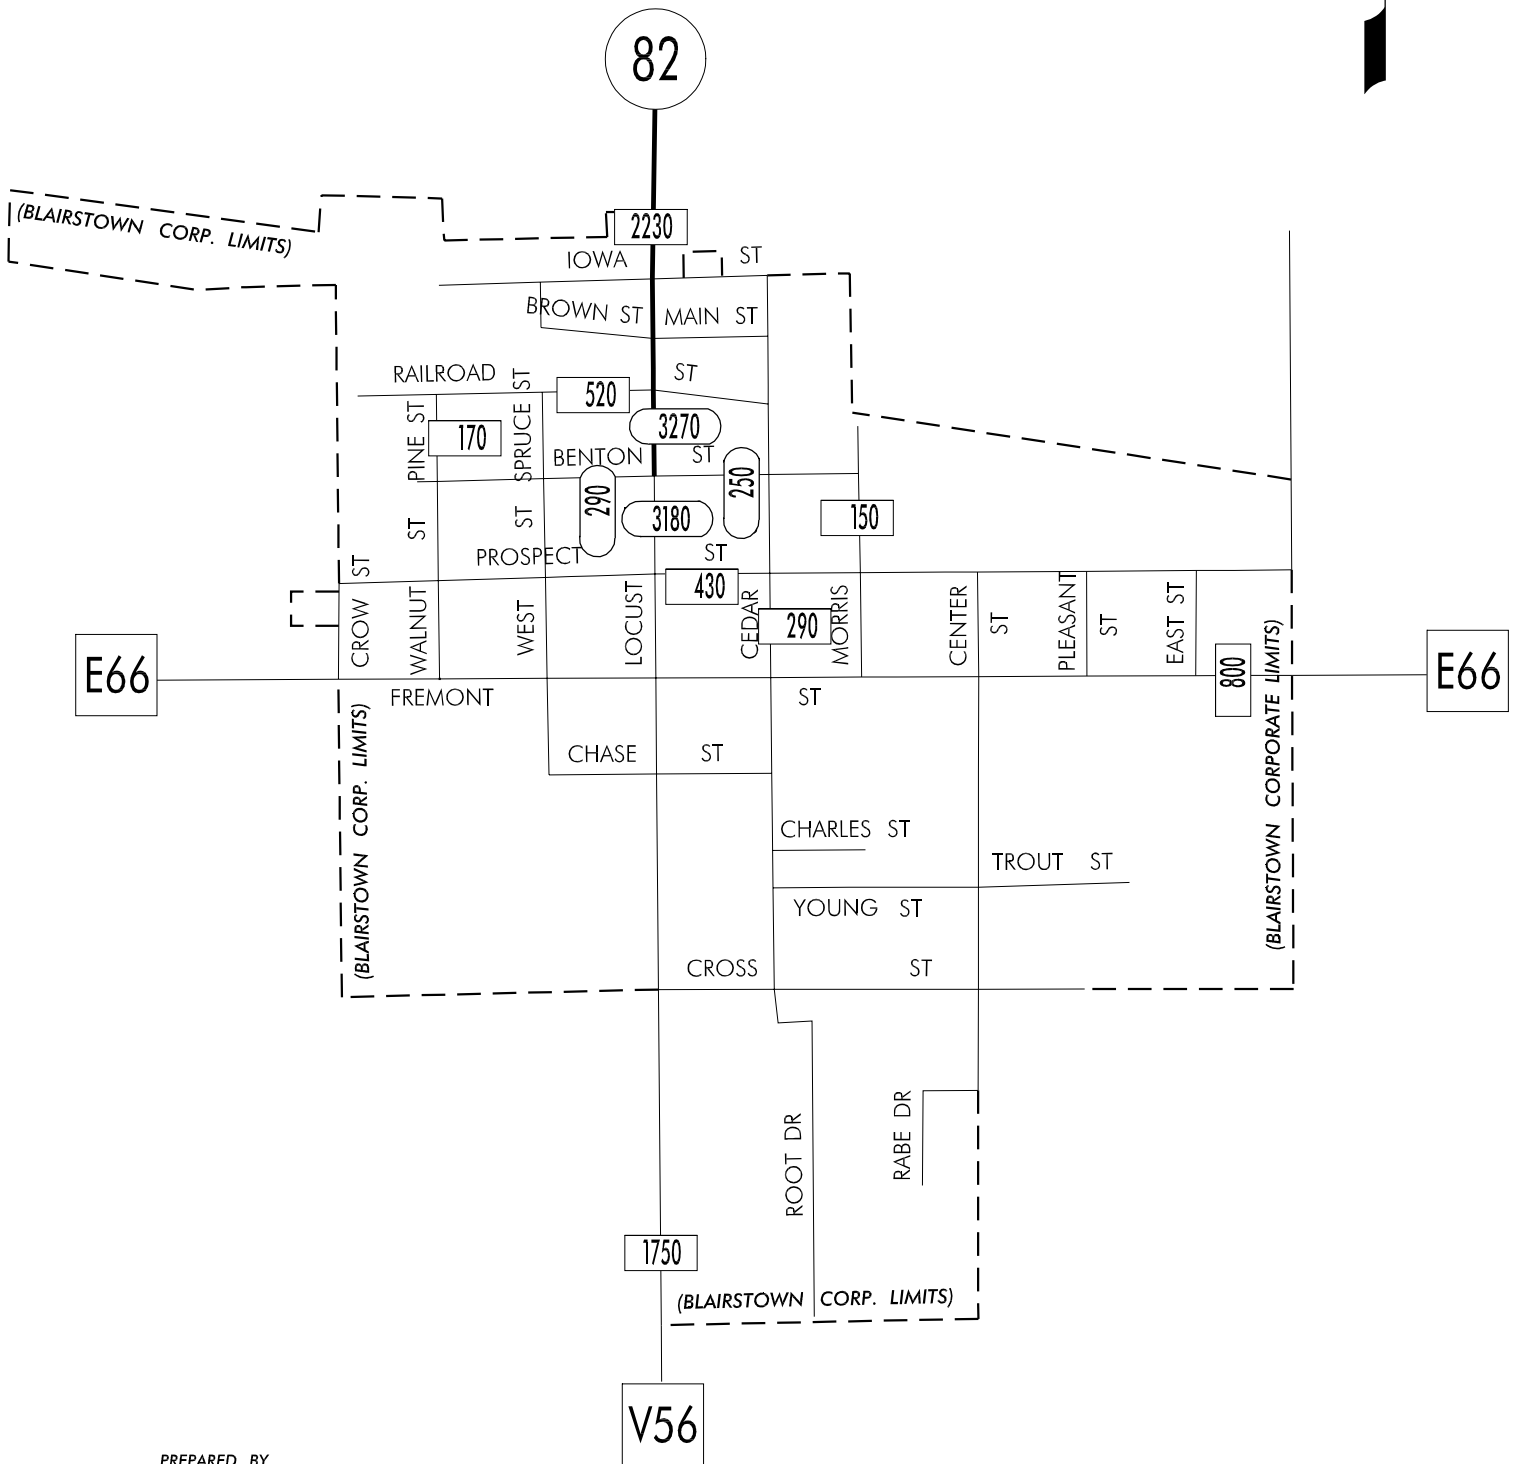 82
(BLAIRSTOWN CORP. LIMITS)
2230
IOWA ST
BROWN ST
MAIN ST
RAILROAD ST
520
PINE ST
170
SPRUCE ST
3270
BENTON ST
290
250
3180
150
ST
ST
PROSPECT ST
430
CROW ST
WALNUT
WEST
LOCUST
CEDAR
290
MORRIS
CENTER ST
PLEASANT ST
EAST ST
800
E66
E66
FREMONT ST
(BLAIRSTOWN CORP. LIMITS)
(BLAIRSTOWN CORPORATE LIMITS)
CHASE ST
CHARLES ST
TROUT ST
YOUNG ST
CROSS ST
ROOT DR
RABE DR
1750
(BLAIRSTOWN CORP. LIMITS)
V56
PREPARED BY